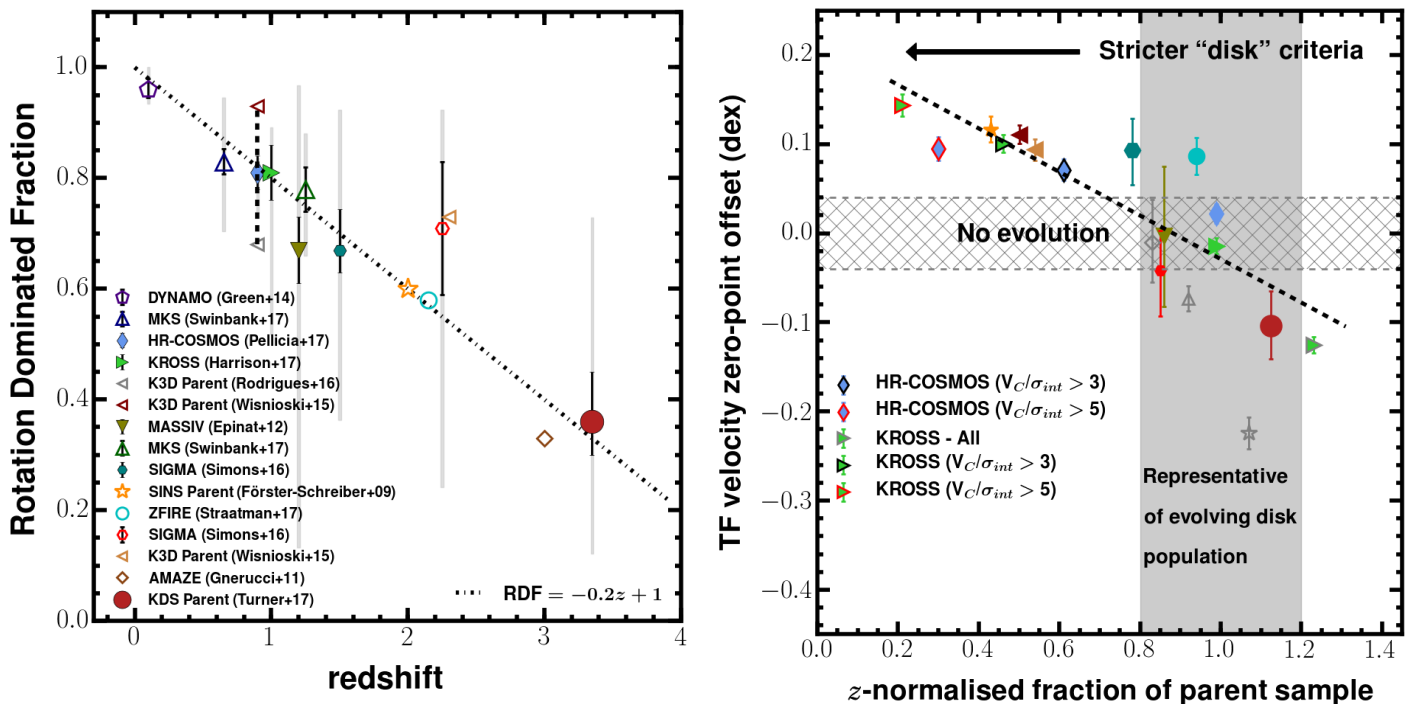 Rotation Dominated Fraction
1.0
0.8
0.6
0.4
0.2
0.0
DYNAMO (Green+14)
MKS (Swinbank+17)
HR-COSMOS (Pellicia+17)
KROSS (Harrison+17)
K3D Parent (Rodrigues+16)
K3D Parent (Wisnioski+15)
MASSIV (Epinat+12)
MKS (Swinbank+17)
SIGMA (Simons+16)
SINS Parent (Förster-Schreiber+09)
ZFIRE (Straatman+17)
SIGMA (Simons+16)
K3D Parent (Wisnioski+15)
AMAZE (Gnerucci+11)
KDS Parent (Turner+17)
RDF = −0.2z + 1
0 1 2 3 4
redshift
TF velocity zero-point offset (dex)
0.2
0.1
0.0
−0.1
−0.2
−0.3
−0.4
Stricter “disk” criteria
No evolution
HR-COSMOS (V_C/σ_int > 3)
HR-COSMOS (V_C/σ_int > 5)
KROSS - All
KROSS (V_C/σ_int > 3)
KROSS (V_C/σ_int > 5)
Representative
of evolving disk
population
0.0 0.2 0.4 0.6 0.8 1.0 1.2 1.4
z-normalised fraction of parent sample